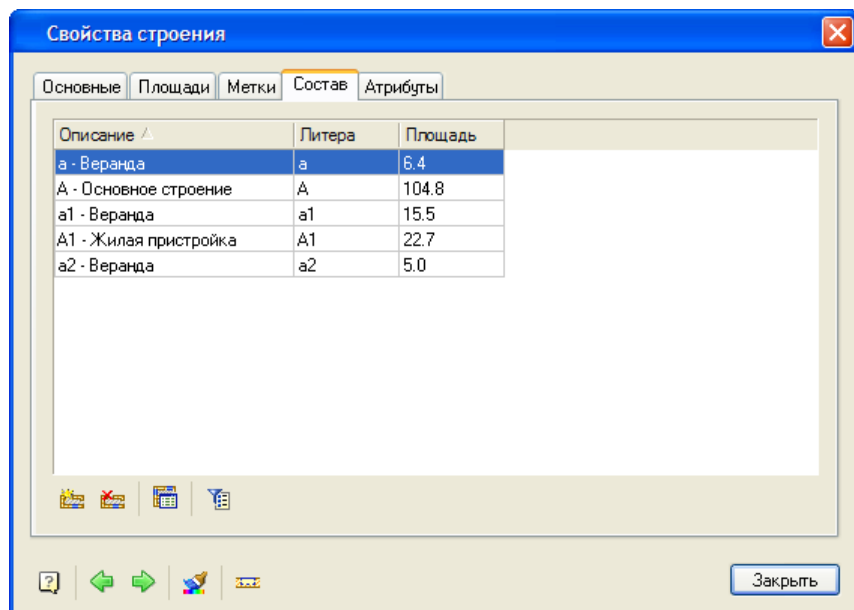 Свойства строения
Основные Площади Метки Состав Атрибуты
Описание Литера Площадь
а - Веранда а 6.4
А - Основное строение А 104.8
а1 - Веранда а1 15.5
А1 - Жилая пристройка А1 22.7
а2 - Веранда а2 5.0
Закрыть